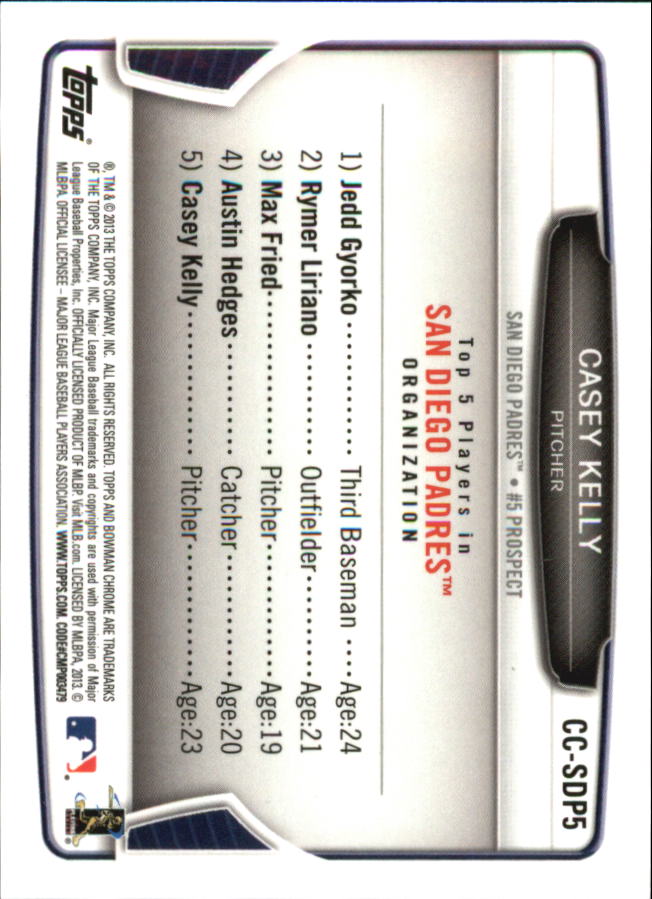 CC-SDP5
CASEY KELLY
PITCHER
SAN DIEGO PADRES™ • #5 PROSPECT
Top 5 Players in
SAN DIEGO PADRES™
ORGANIZATION
1) Jedd Gyorko ............ Third Baseman ....Age:24
2) Rymer Liriano ........... Outfielder...........Age:21
3) Max Fried................ Pitcher..............Age:19
4) Austin Hedges ........... Catcher.............Age:20
5) Casey Kelly.............. Pitcher..............Age:23
topps®
®, TM & © 2013 THE TOPPS COMPANY, INC. ALL RIGHTS RESERVED. TOPPS AND BOWMAN CHROME ARE TRADEMARKS
OF THE TOPPS COMPANY, INC. Major League Baseball trademarks and copyrights are used with permission of Major
League Baseball Properties, Inc. OFFICIALLY LICENSED PRODUCT OF MLBP. Visit MLB.com. LICENSED BY MLBPA, 2013. ©
MLBPA. OFFICIAL LICENSEE – MAJOR LEAGUE BASEBALL PLAYERS ASSOCIATION. WWW.TOPPS.COM. CODE#CMP003479